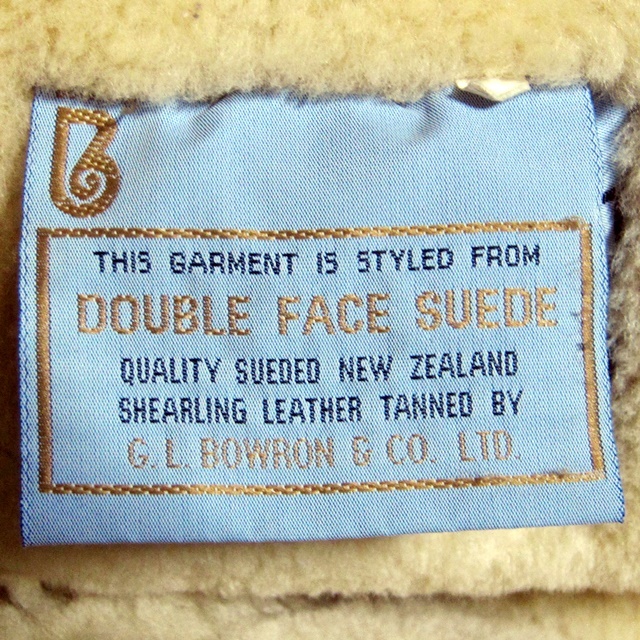 B
THIS GARMENT IS STYLED FROM
DOUBLE FACE SUEDE
QUALITY SUEDED NEW ZEALAND
SHEARLING LEATHER TANNED BY
G. L. BOWRON & CO. LTD.